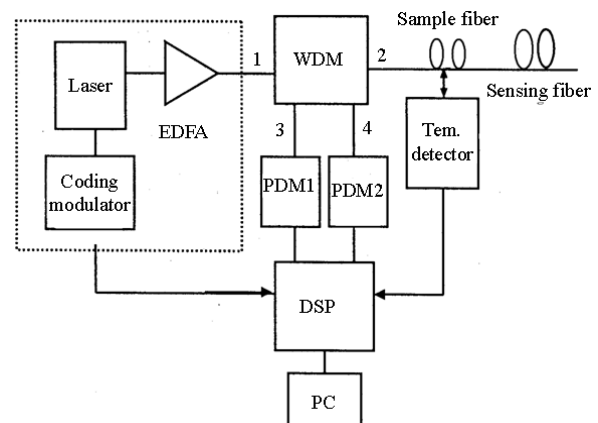 Sample fiber
1
WDM
2
Laser
EDFA
Sensing fiber
3
4
Tem.
detector
Coding
modulator
PDM1
PDM2
DSP
PC